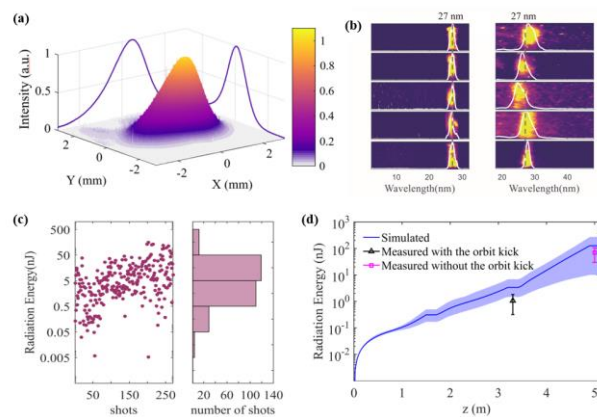 (a)
Intensity (a.u.)
1
0.5
0
2
0
-2
Y (mm)
-2
0
2
X (mm)
1
0.8
0.6
0.4
0.2
0
(b)
27 nm
27 nm
10 20 30
20 30 40
Wavelength(nm)
Wavelength(nm)
(c)
Radiation Energy(nJ)
500
50
5
0.5
0.05
0.005
50 150 250
shots
20 60 100 140
number of shots
(d)
Radiation Energy (nJ)
10³
10²
10¹
10⁰
10⁻¹
10⁻²
Simulated
Measured with the orbit kick
Measured without the orbit kick
0 1 2 3 4 5
z (m)